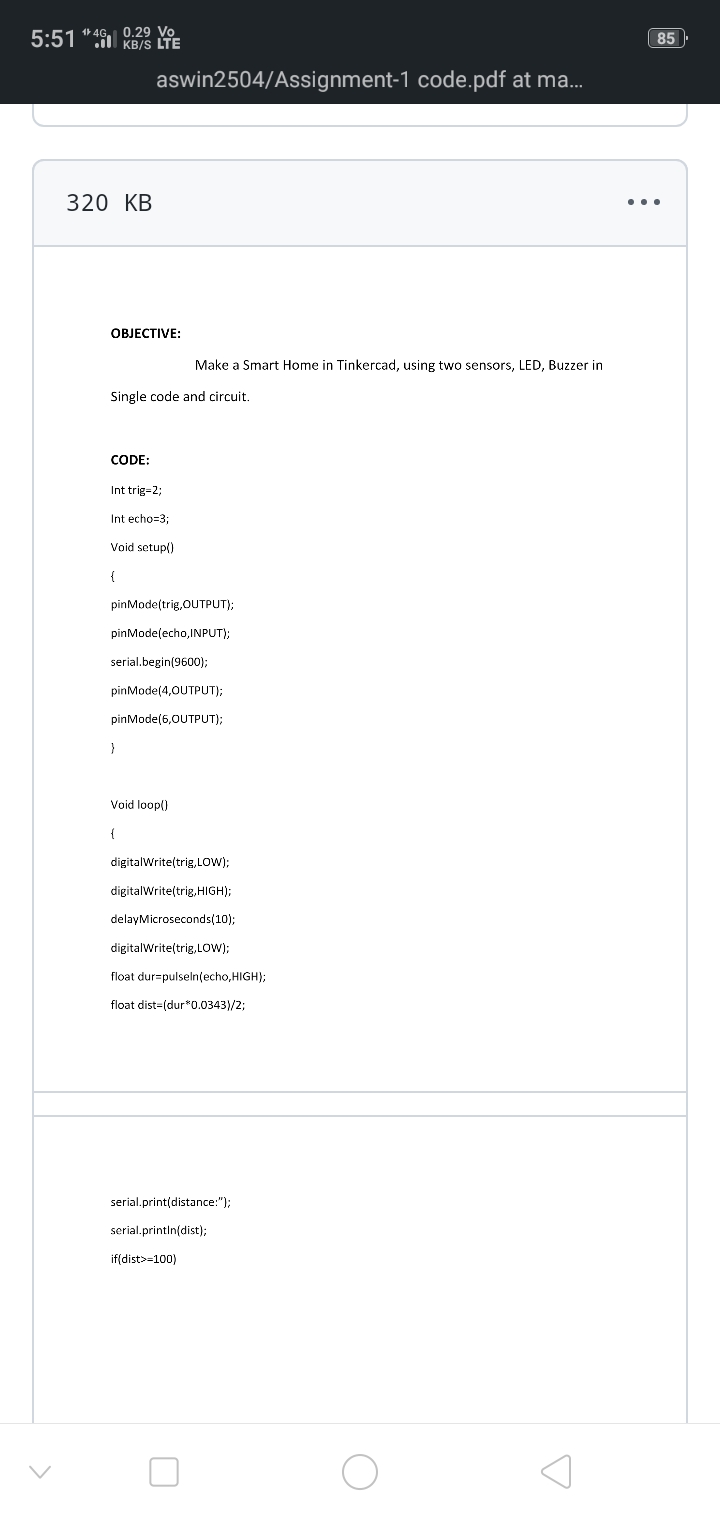 5:51 4G 0.29 KB/S Vo LTE 85
aswin2504/Assignment-1 code.pdf at ma...
320 KB
OBJECTIVE:
Make a Smart Home in Tinkercad, using two sensors, LED, Buzzer in
Single code and circuit.
CODE:
Int trig=2;
Int echo=3;
Void setup()
{
pinMode(trig,OUTPUT);
pinMode(echo,INPUT);
serial.begin(9600);
pinMode(4,OUTPUT);
pinMode(6,OUTPUT);
}
Void loop()
{
digitalWrite(trig,LOW);
digitalWrite(trig,HIGH);
delayMicroseconds(10);
digitalWrite(trig,LOW);
float dur=pulseIn(echo,HIGH);
float dist=(dur*0.0343)/2;
serial.print(distance:”);
serial.println(dist);
if(dist>=100)